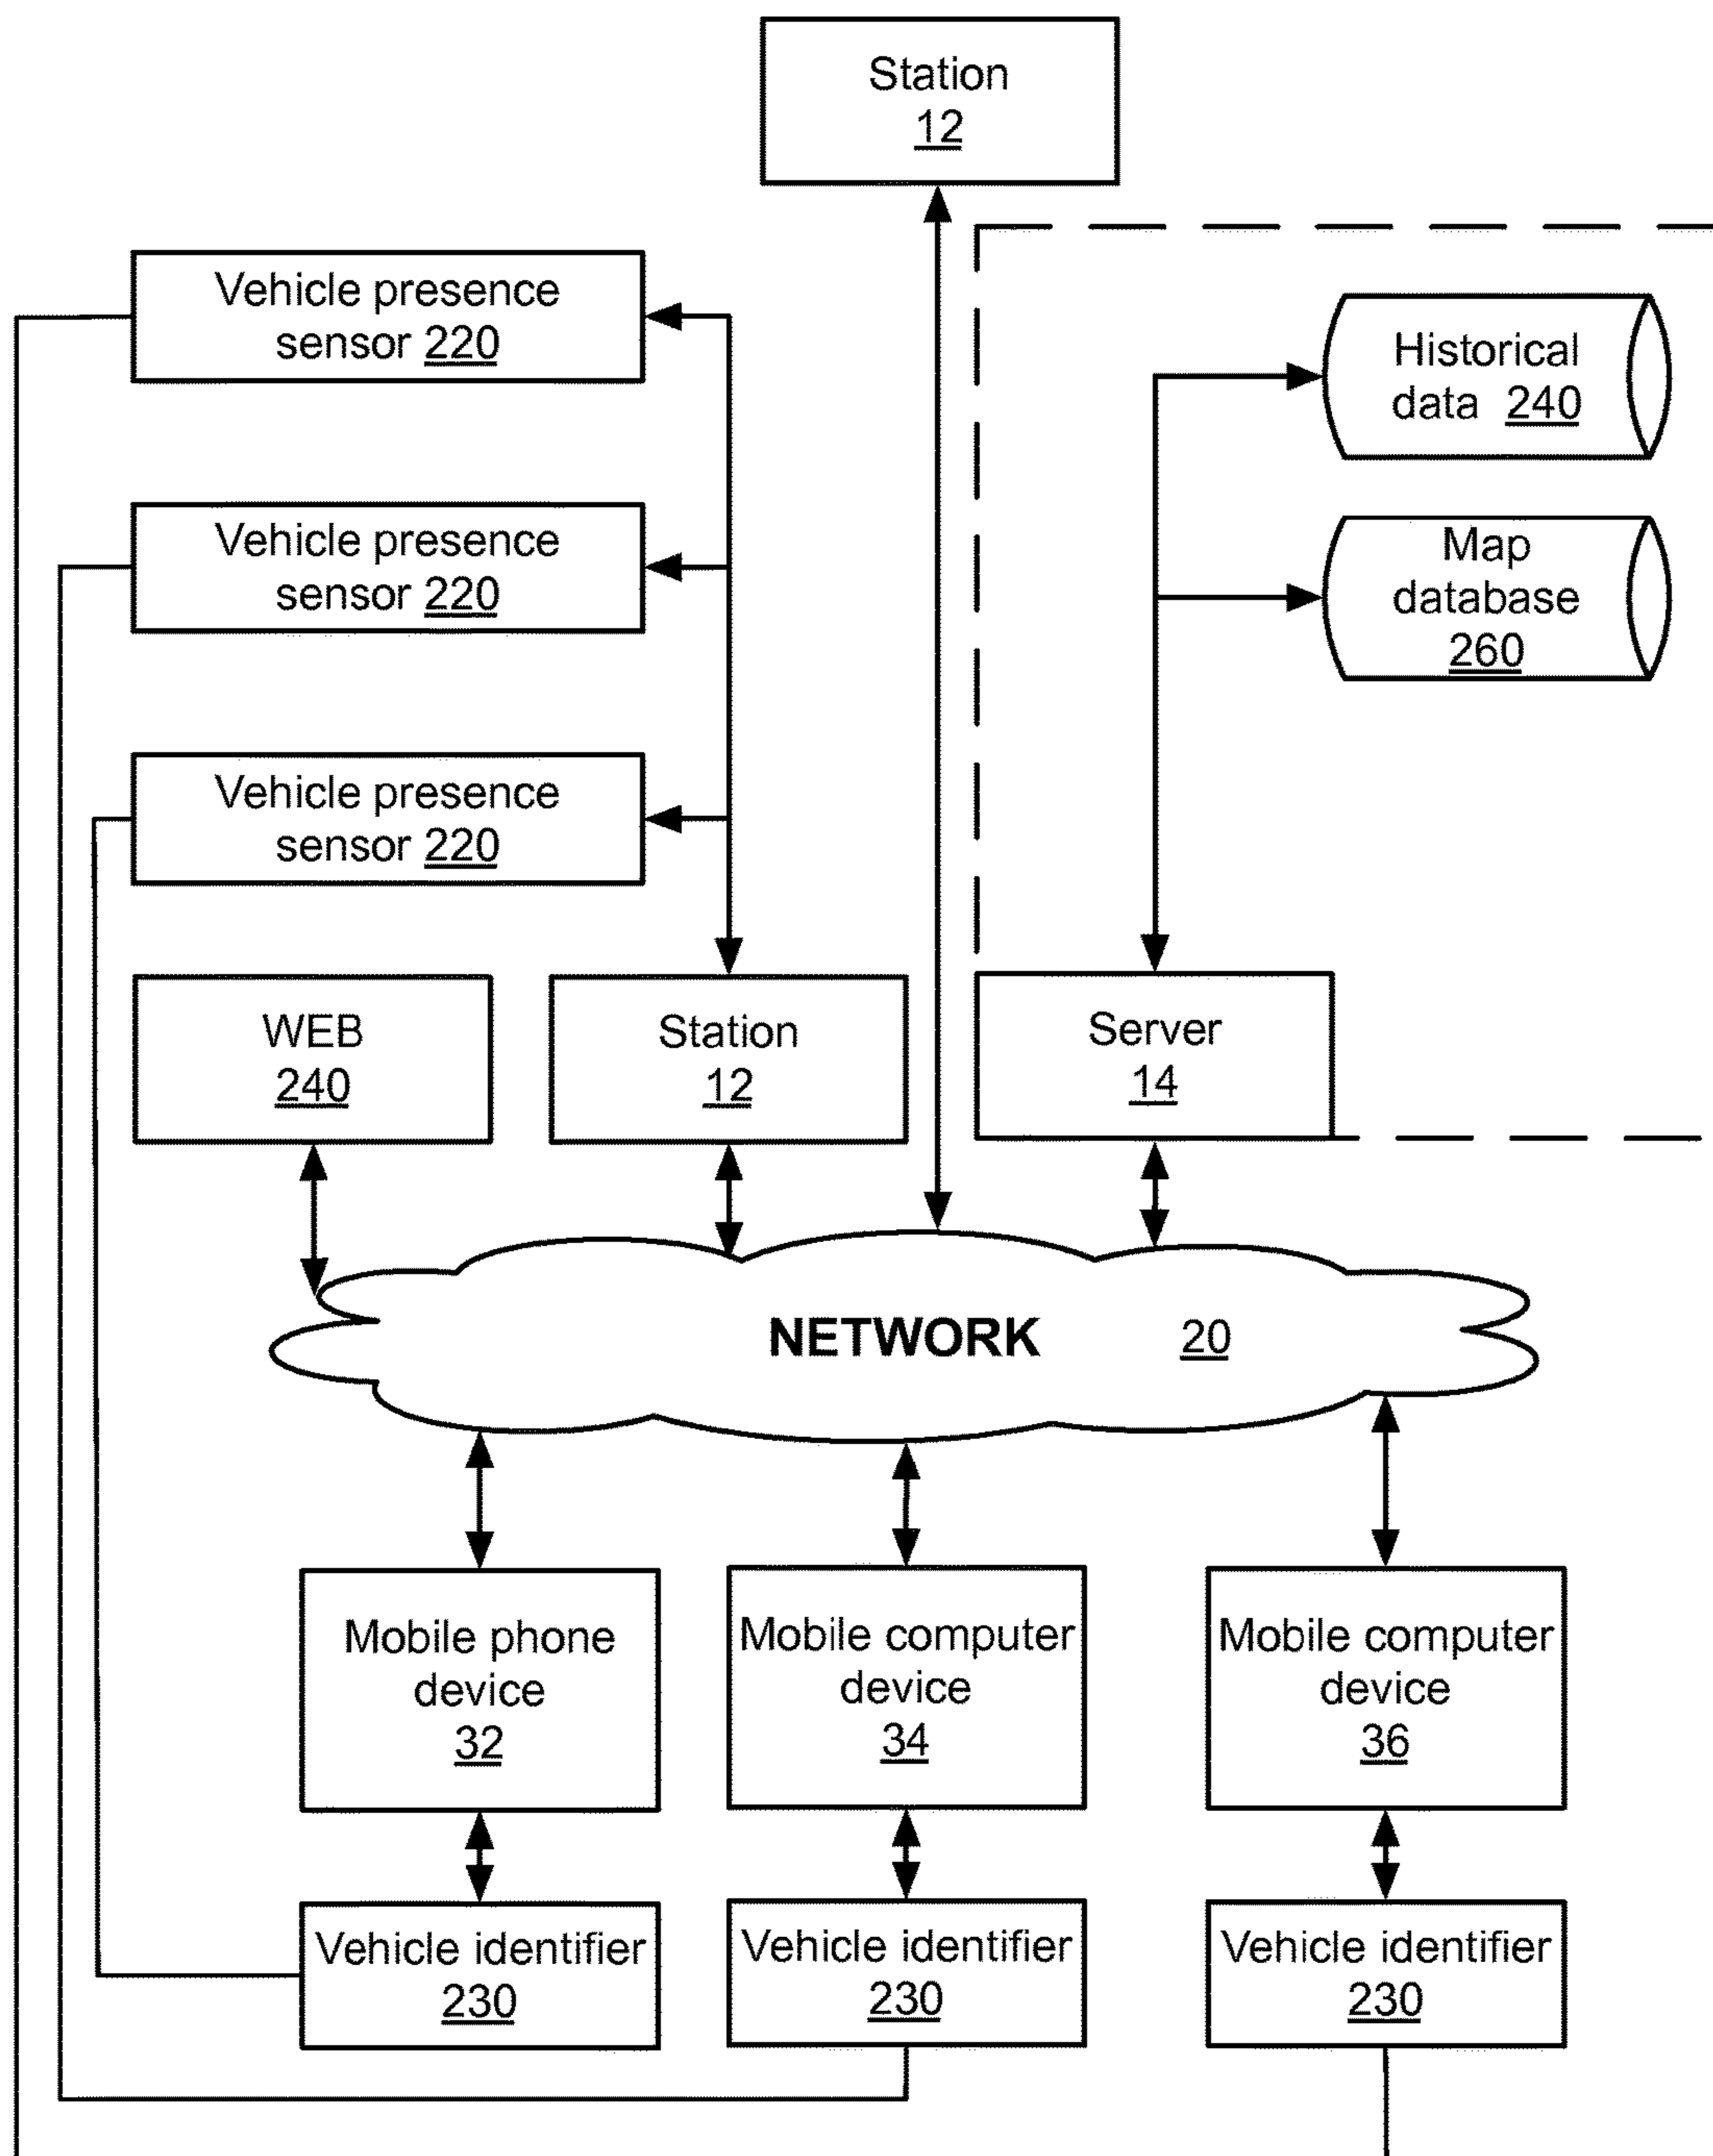 Station
12
Vehicle presence
sensor 220
Historical
data 240
Vehicle presence
sensor 220
Map
database
260
Vehicle presence
sensor 220
WEB
240
Station
12
Server
14
NETWORK 20
Mobile phone
device
32
Mobile computer
device
34
Mobile computer
device
36
Vehicle identifier
230
Vehicle identifier
230
Vehicle identifier
230